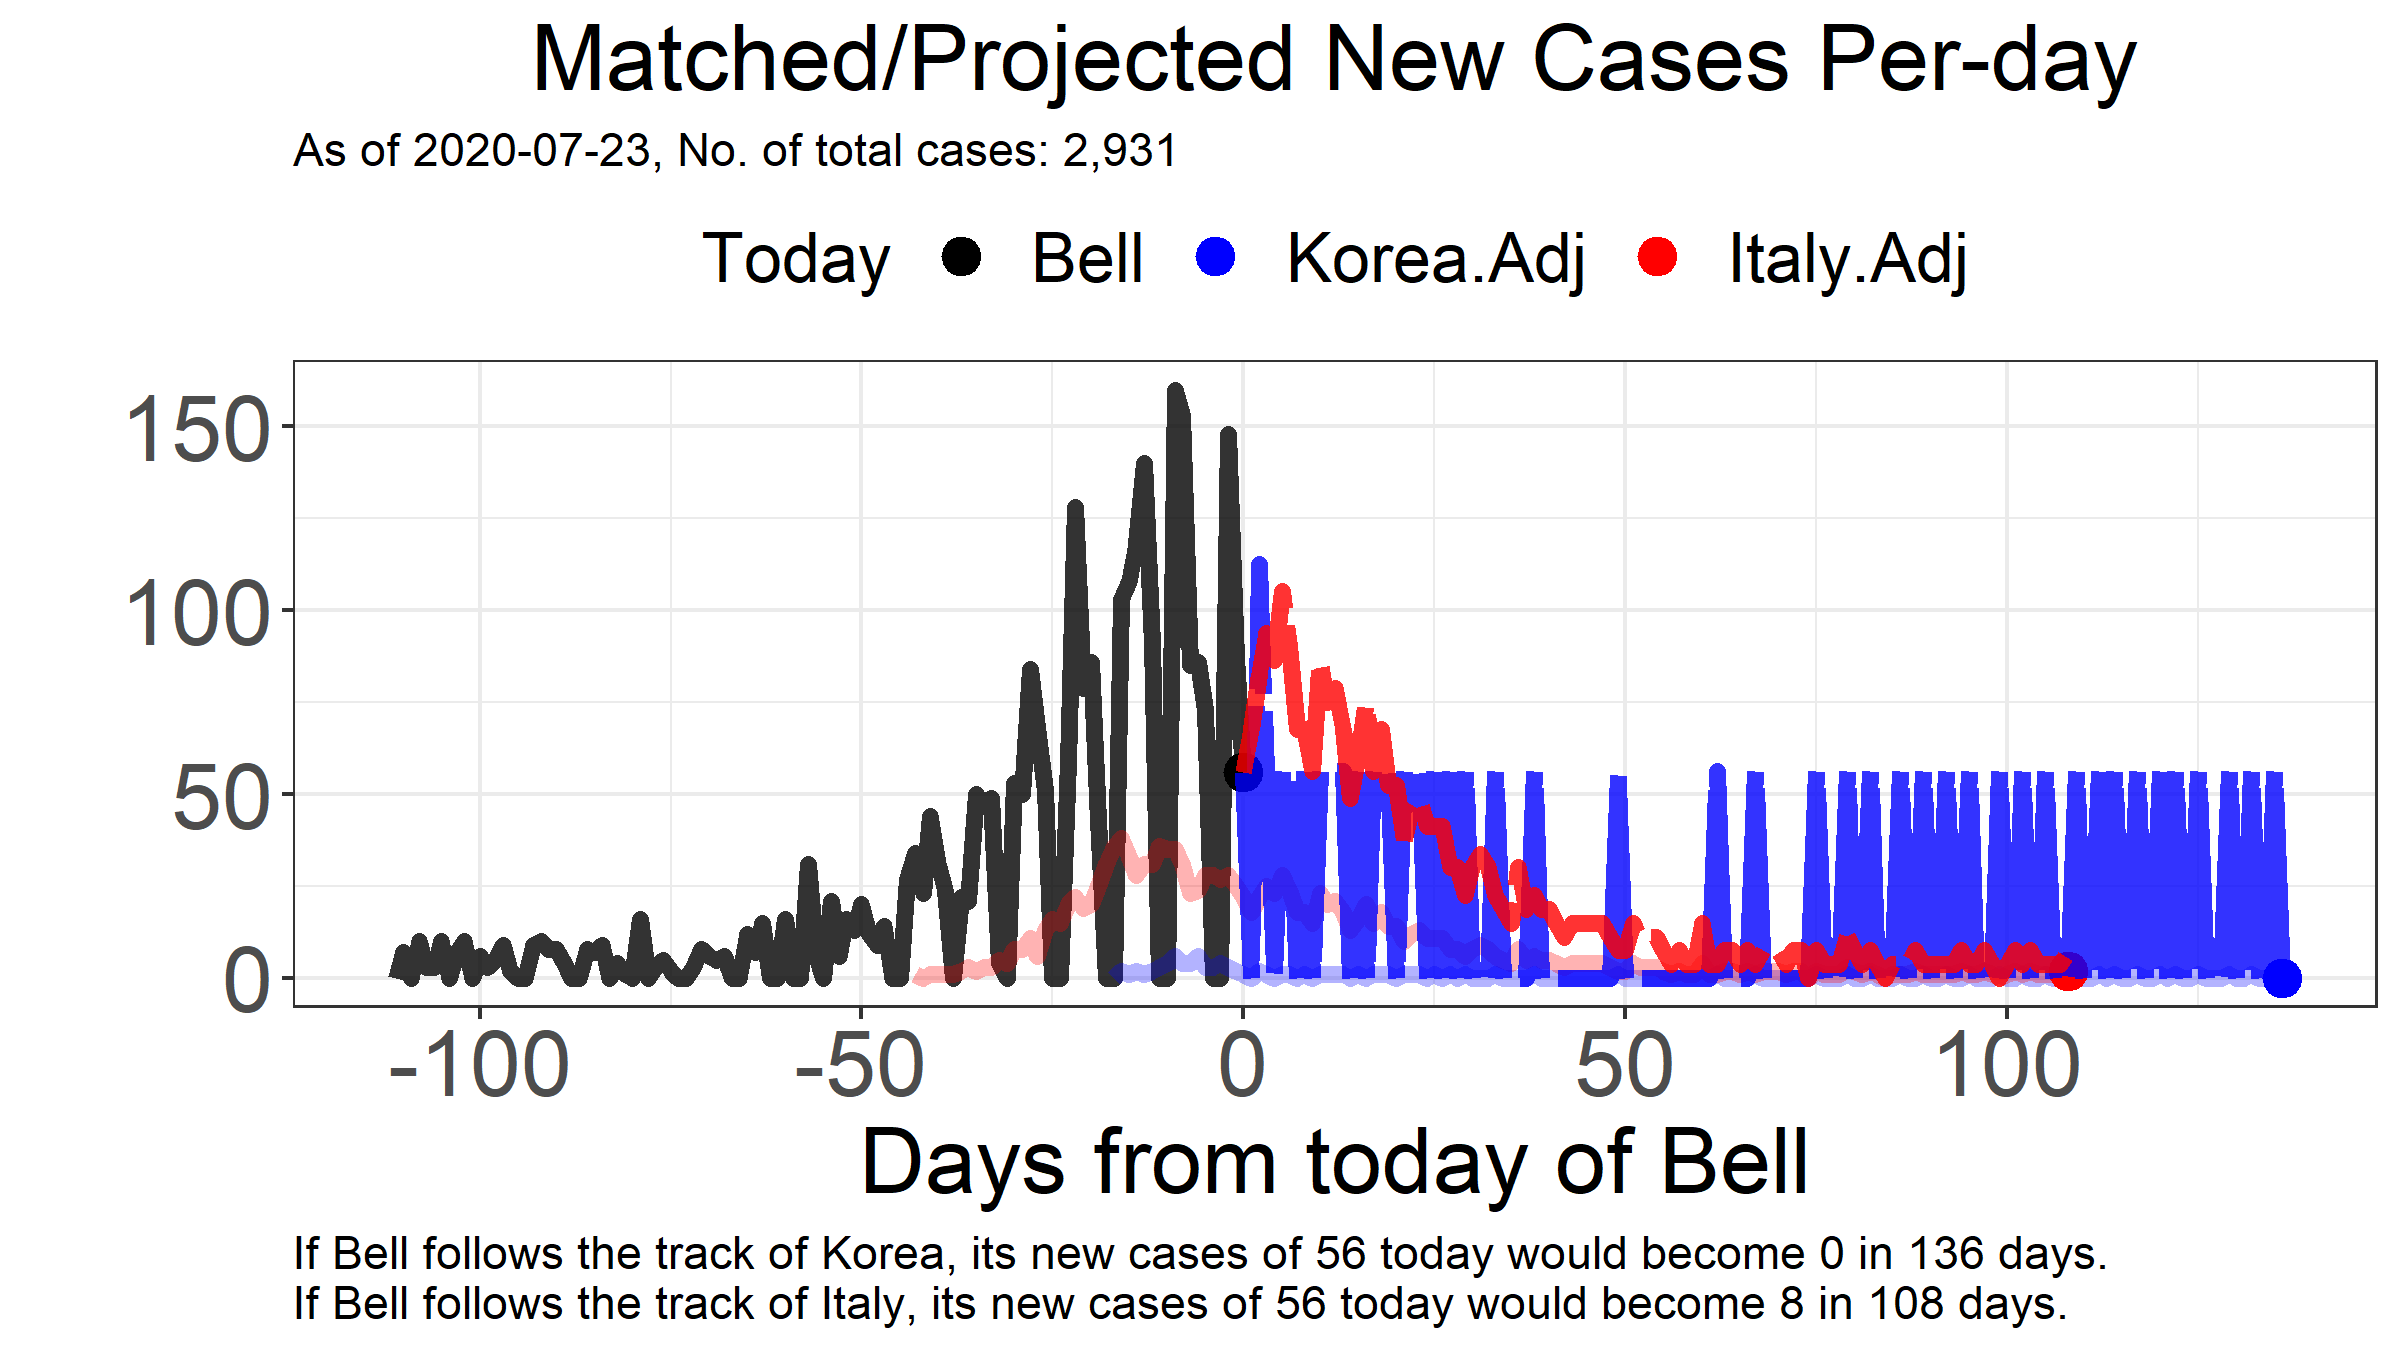 Matched/Projected New Cases Per-day
As of 2020-07-23, No. of total cases: 2,931
Today Bell Korea.Adj Italy.Adj
150
100
50
0
-100 -50 0 50 100
Days from today of Bell
If Bell follows the track of Korea, its new cases of 56 today would become 0 in 136 days.
If Bell follows the track of Italy, its new cases of 56 today would become 8 in 108 days.